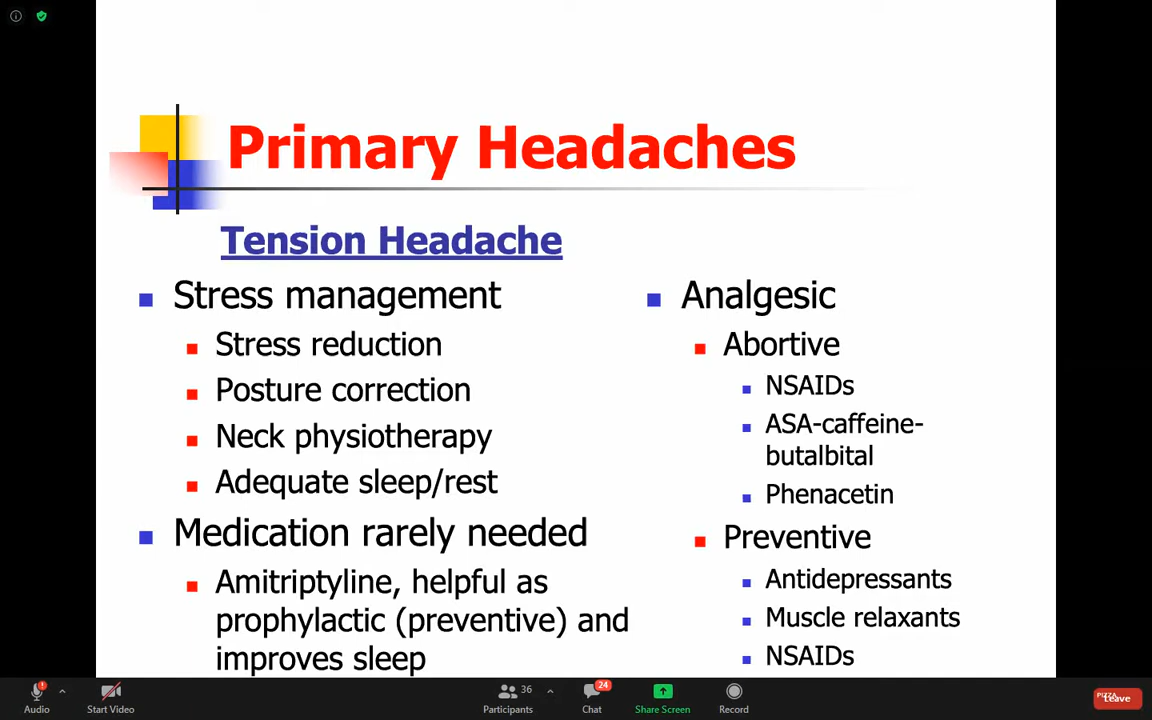 Primary Headaches
Tension Headache
Stress management
Stress reduction
Posture correction
Neck physiotherapy
Adequate sleep/rest
Medication rarely needed
Amitriptyline, helpful as
prophylactic (preventive) and
improves sleep
Analgesic
Abortive
NSAIDs
ASA-caffeine-
butalbital
Phenacetin
Preventive
Antidepressants
Muscle relaxants
NSAIDs
Audio
Start Video
36
Participants
24
Chat
Share Screen
Record
PIZZA
Leave